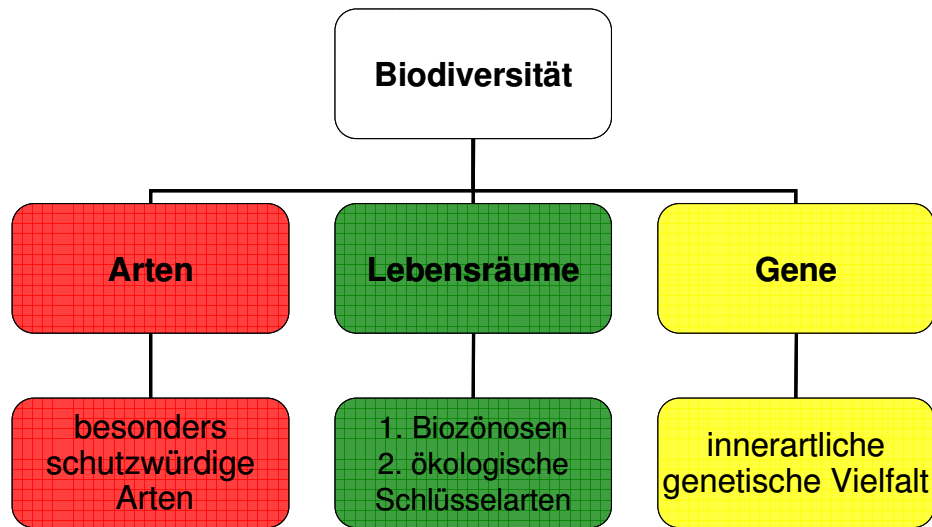 Biodiversität
Arten
Lebensräume
Gene
besonders
schutzwürdige
Arten
1. Biozönosen
2. ökologische
Schlüsselarten
innerartliche
genetische Vielfalt